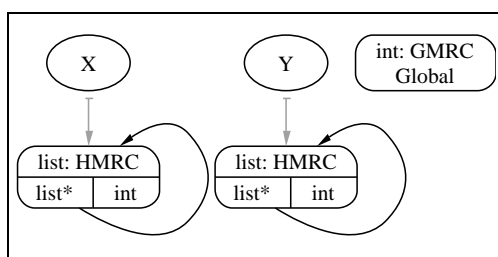 X
Y
int: GMRC
Global
list: HMRC
list*
int
list: HMRC
list*
int